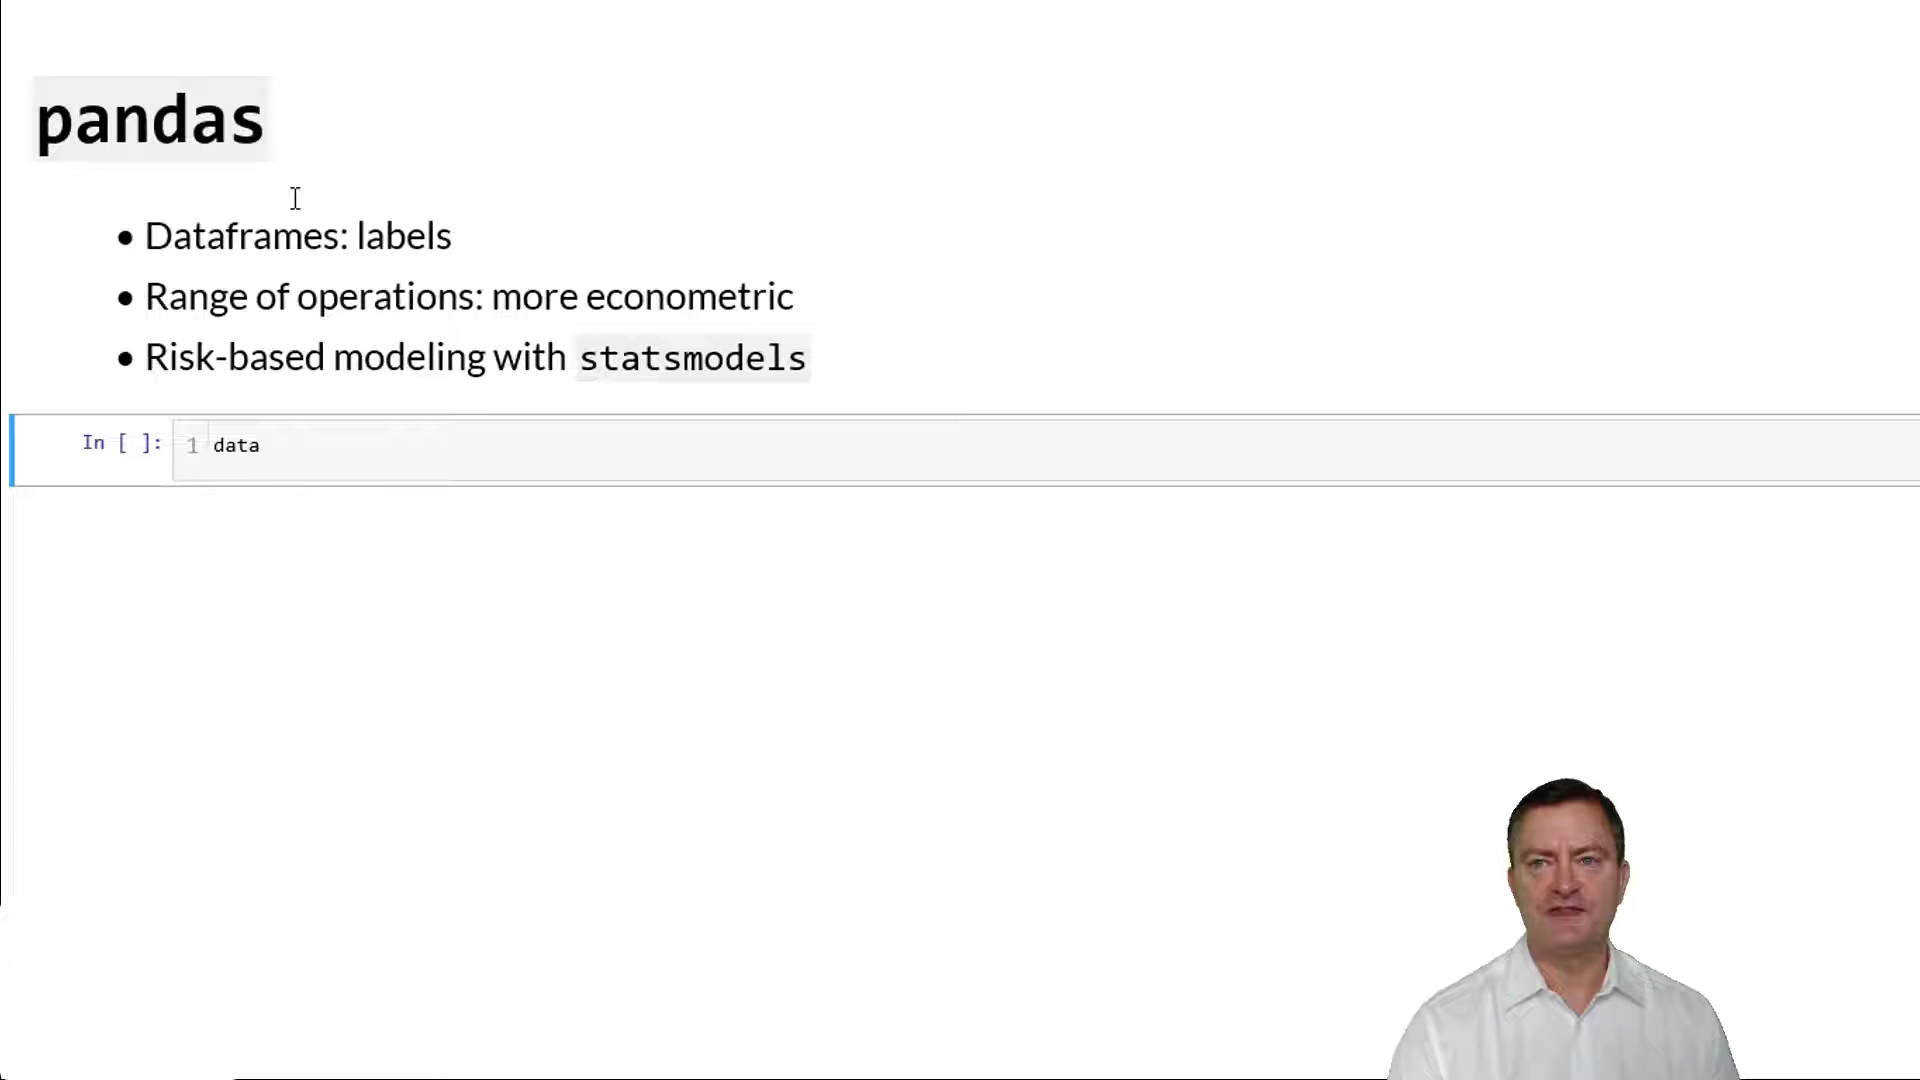 pandas
• Dataframes: labels
• Range of operations: more econometric
• Risk-based modeling with statsmodels
In [ ]: 1 data